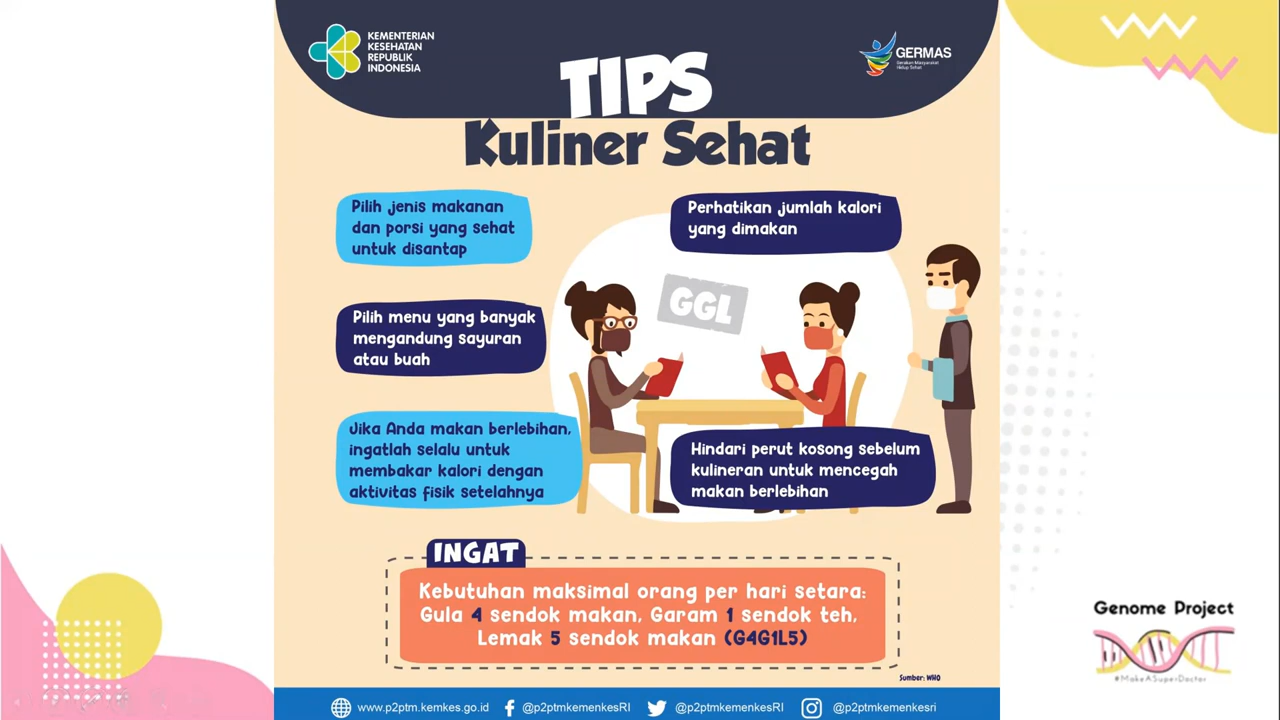 KEMENTERIAN
KESEHATAN
REPUBLIK
INDONESIA
GERMAS
Gerakan Masyarakat
Hidup Sehat
TIPS
Kuliner Sehat
Pilih jenis makanan
dan porsi yang sehat
untuk disantap
Perhatikan jumlah kalori
yang dimakan
GGL
Pilih menu yang banyak
mengandung sayuran
atau buah
Jika Anda makan berlebihan,
ingatlah selalu untuk
membakar kalori dengan
aktivitas fisik setelahnya
Hindari perut kosong sebelum
kulineran untuk mencegah
makan berlebihan
INGAT
Kebutuhan maksimal orang per hari setara:
Gula 4 sendok makan, Garam 1 sendok teh,
Lemak 5 sendok makan (G4G1L5)
Sumber: WHO
www.p2ptm.kemkes.go.id
@p2ptmkemenkesRI
@p2ptmkemenkesRI
@p2ptmkemenkesri
Genome Project
#MakeASuperDoctor